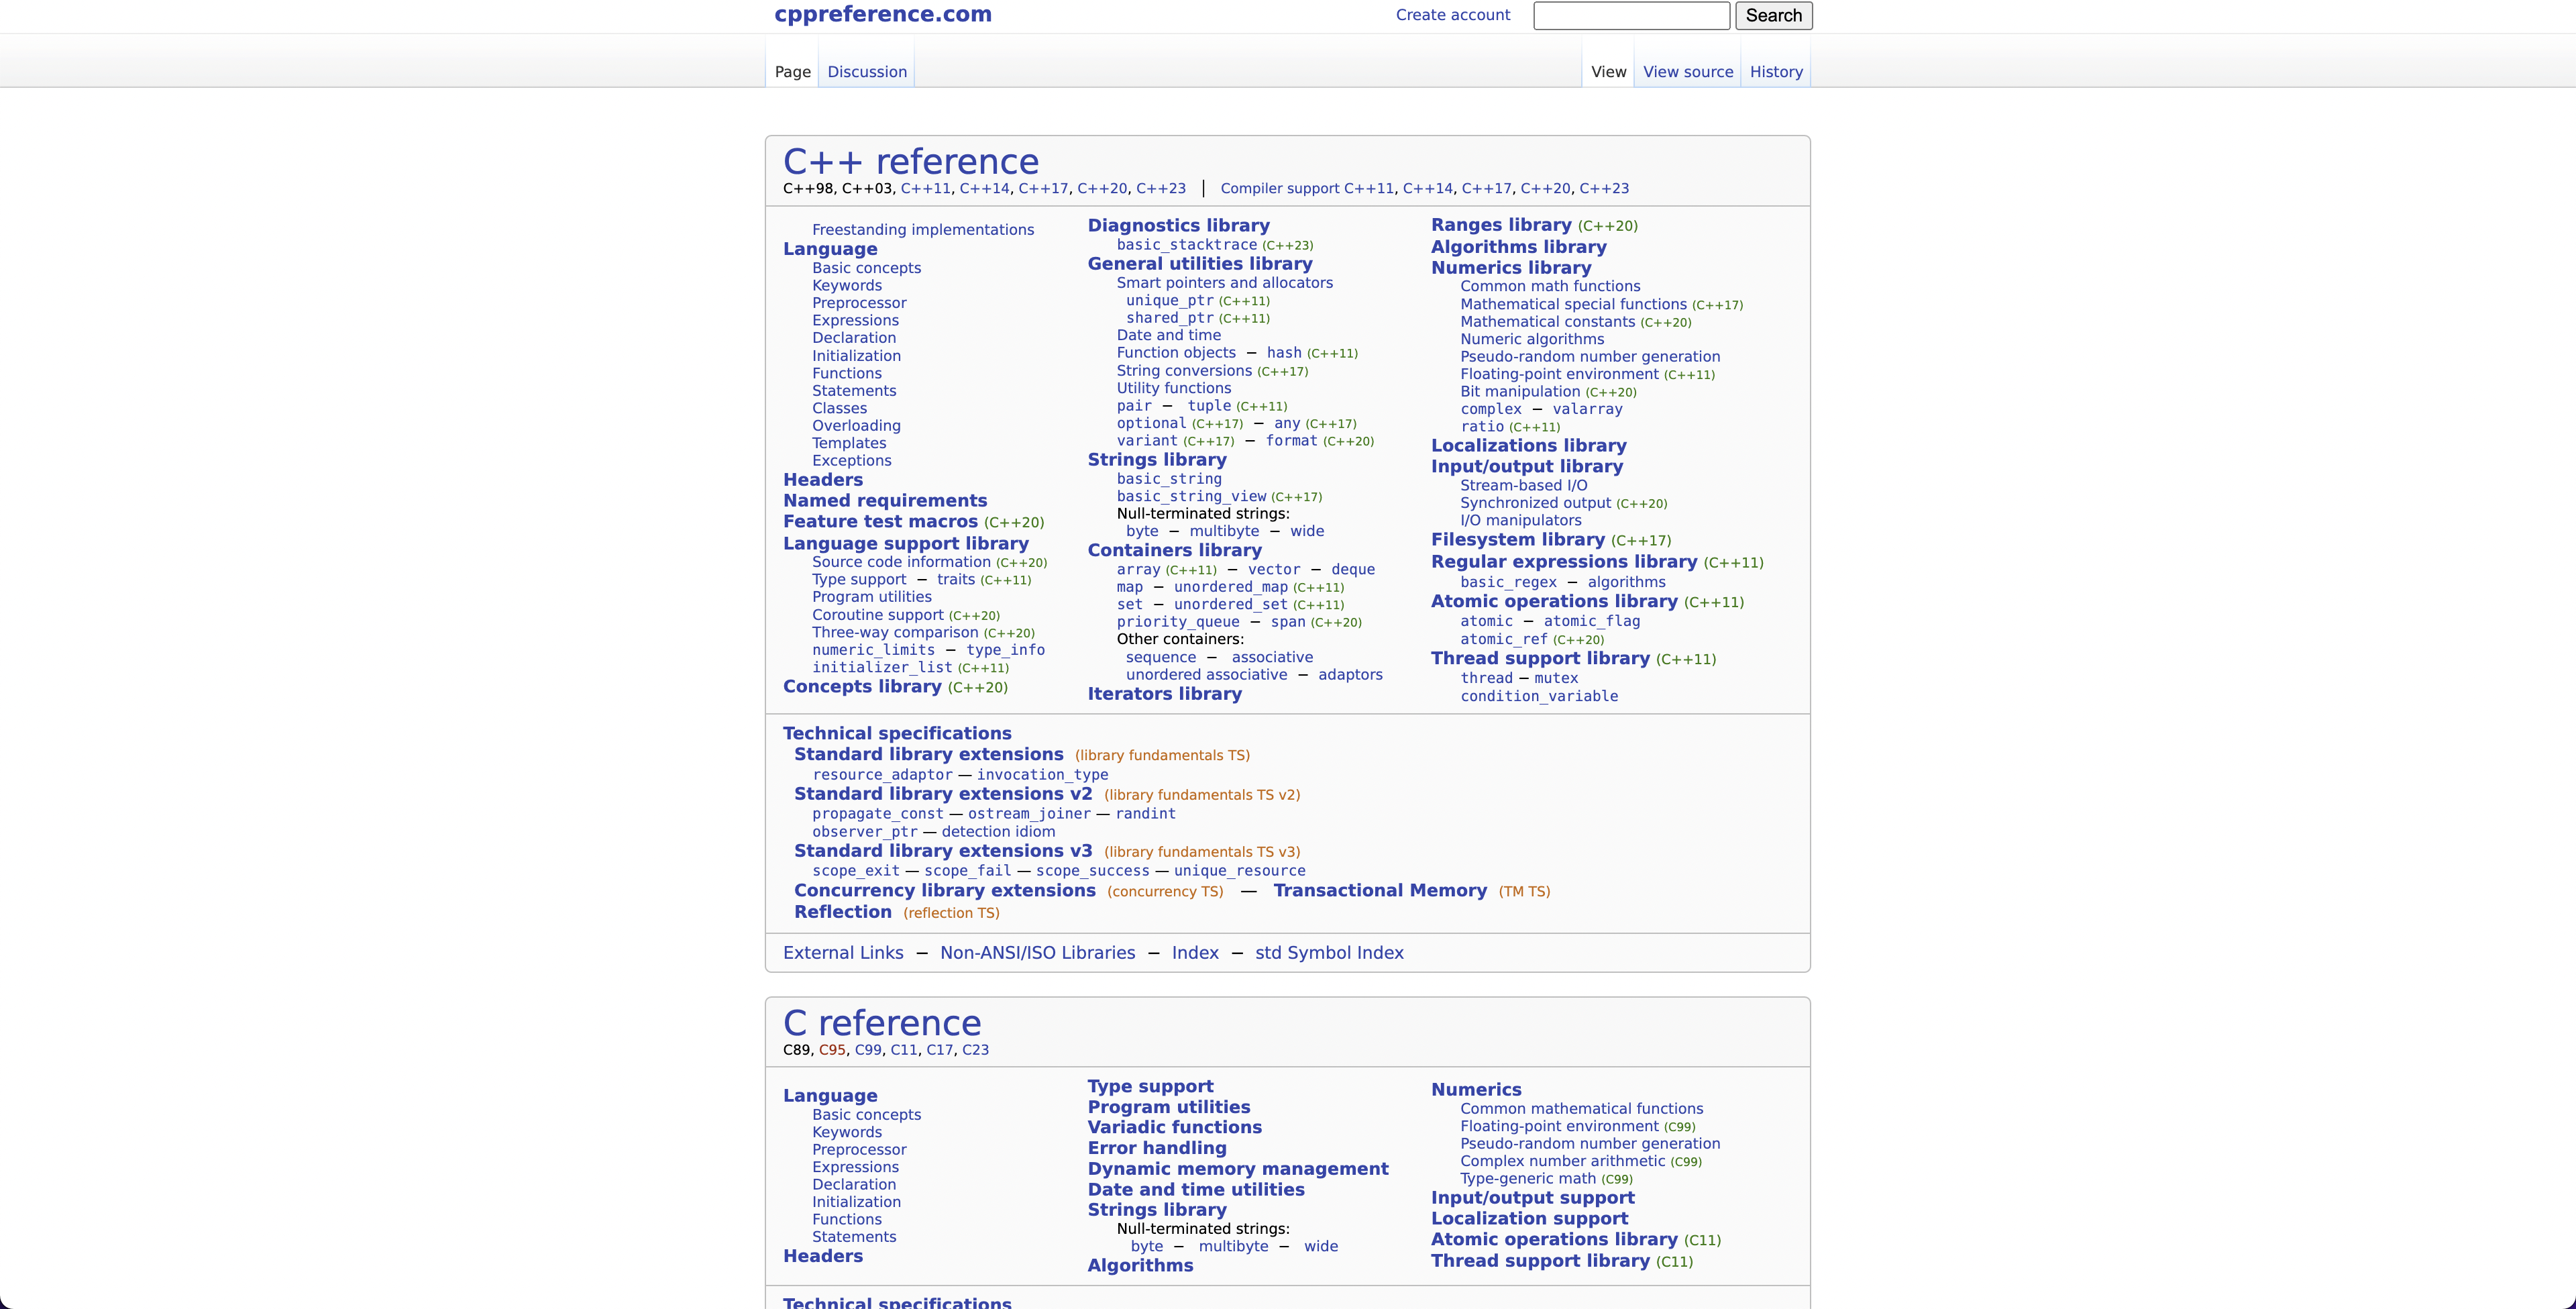 cppreference.com
Create account
Search
Page
Discussion
View
View source
History
C++ reference
C++98, C++03, C++11, C++14, C++17, C++20, C++23 | Compiler support C++11, C++14, C++17, C++20, C++23
Freestanding implementations
Language
Basic concepts
Keywords
Preprocessor
Expressions
Declaration
Initialization
Functions
Statements
Classes
Overloading
Templates
Exceptions
Headers
Named requirements
Feature test macros (C++20)
Language support library
Source code information (C++20)
Type support − traits (C++11)
Program utilities
Coroutine support (C++20)
Three-way comparison (C++20)
numeric_limits − type_info
initializer_list (C++11)
Concepts library (C++20)
Diagnostics library
basic_stacktrace (C++23)
General utilities library
Smart pointers and allocators
unique_ptr (C++11)
shared_ptr (C++11)
Date and time
Function objects − hash (C++11)
String conversions (C++17)
Utility functions
pair − tuple (C++11)
optional (C++17) − any (C++17)
variant (C++17) − format (C++20)
Strings library
basic_string
basic_string_view (C++17)
Null-terminated strings:
byte − multibyte − wide
Containers library
array (C++11) − vector − deque
map − unordered_map (C++11)
set − unordered_set (C++11)
priority_queue − span (C++20)
Other containers:
sequence − associative
unordered associative − adaptors
Iterators library
Ranges library (C++20)
Algorithms library
Numerics library
Common math functions
Mathematical special functions (C++17)
Mathematical constants (C++20)
Numeric algorithms
Pseudo-random number generation
Floating-point environment (C++11)
Bit manipulation (C++20)
complex − valarray
ratio (C++11)
Localizations library
Input/output library
Stream-based I/O
Synchronized output (C++20)
I/O manipulators
Filesystem library (C++17)
Regular expressions library (C++11)
basic_regex − algorithms
Atomic operations library (C++11)
atomic − atomic_flag
atomic_ref (C++20)
Thread support library (C++11)
thread − mutex
condition_variable
Technical specifications
Standard library extensions (library fundamentals TS)
resource_adaptor — invocation_type
Standard library extensions v2 (library fundamentals TS v2)
propagate_const — ostream_joiner — randint
observer_ptr — detection idiom
Standard library extensions v3 (library fundamentals TS v3)
scope_exit — scope_fail — scope_success — unique_resource
Concurrency library extensions (concurrency TS) — Transactional Memory (TM TS)
Reflection (reflection TS)
External Links − Non-ANSI/ISO Libraries − Index − std Symbol Index
C reference
C89, C95, C99, C11, C17, C23
Language
Basic concepts
Keywords
Preprocessor
Expressions
Declaration
Initialization
Functions
Statements
Headers
Type support
Program utilities
Variadic functions
Error handling
Dynamic memory management
Date and time utilities
Strings library
Null-terminated strings:
byte − multibyte − wide
Algorithms
Numerics
Common mathematical functions
Floating-point environment (C99)
Pseudo-random number generation
Complex number arithmetic (C99)
Type-generic math (C99)
Input/output support
Localization support
Atomic operations library (C11)
Thread support library (C11)
Technical specifications